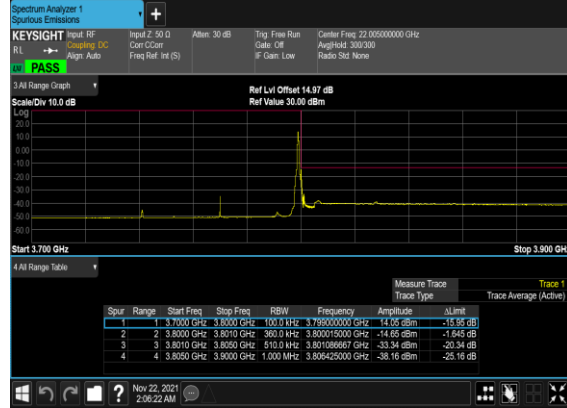 Spectrum Analyzer 1
Spurious Emissions
+
KEYSIGHT Input: RF Input Z: 50 Ω Atten: 30 dB Trig: Free Run Center Freq: 22.005000000 GHz
RL Coupling: DC Corr CCorr Gate: Off Avg|Hold: 300/300
Align: Auto Freq Ref: Int (S) IF Gain: Low Radio Std: None
LW PASS
3 All Range Graph
Ref Lvl Offset 14.97 dB
Scale/Div 10.0 dB Ref Value 30.00 dBm
Log
20.0
10.0
0.00
-10.0
-20.0
-30.0
-40.0
-50.0
-60.0
Start 3.700 GHz Stop 3.900 GHz
4 All Range Table
Measure Trace Trace 1
Trace Type Trace Average (Active)
Spur Range Start Freq Stop Freq RBW Frequency Amplitude ΔLimit
1 1 3.7000 GHz 3.8000 GHz 100.0 kHz 3.799000000 GHz 14.05 dBm -15.95 dB
2 2 3.8000 GHz 3.8010 GHz 360.0 kHz 3.800015000 GHz -14.65 dBm -1.645 dB
3 3 3.8010 GHz 3.8050 GHz 510.0 kHz 3.801086667 GHz -33.34 dBm -20.34 dB
4 4 3.8050 GHz 3.9000 GHz 1.000 MHz 3.806425000 GHz -38.16 dBm -25.16 dB
? Nov 22, 2021
2:06:22 AM